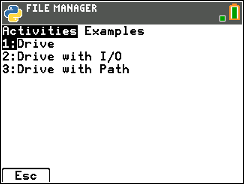 FILE MANAGER
Activities Examples
1:Drive
2:Drive with I/O
3:Drive with Path
Esc